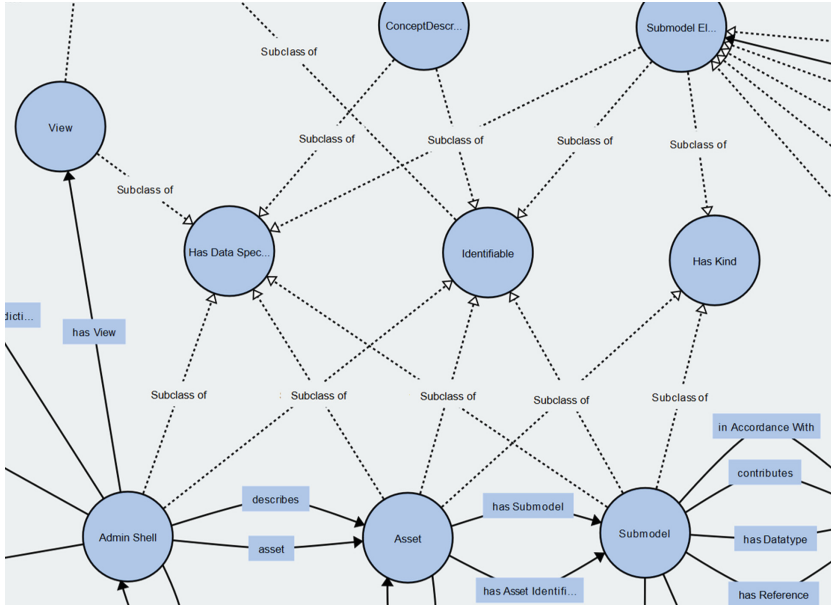 ConceptDescr...
Submodel El...
Subclass of
View
Subclass of
Subclass of
Subclass of
Subclass of
Subclass of
Has Data Spec...
Identifiable
Has Kind
dicti...
has View
Subclass of
Subclass of
Subclass of
Subclass of
Subclass of
in Accordance With
contributes
describes
has Submodel
Admin Shell
Asset
Submodel
asset
has Datatype
has Asset Identifi...
has Reference